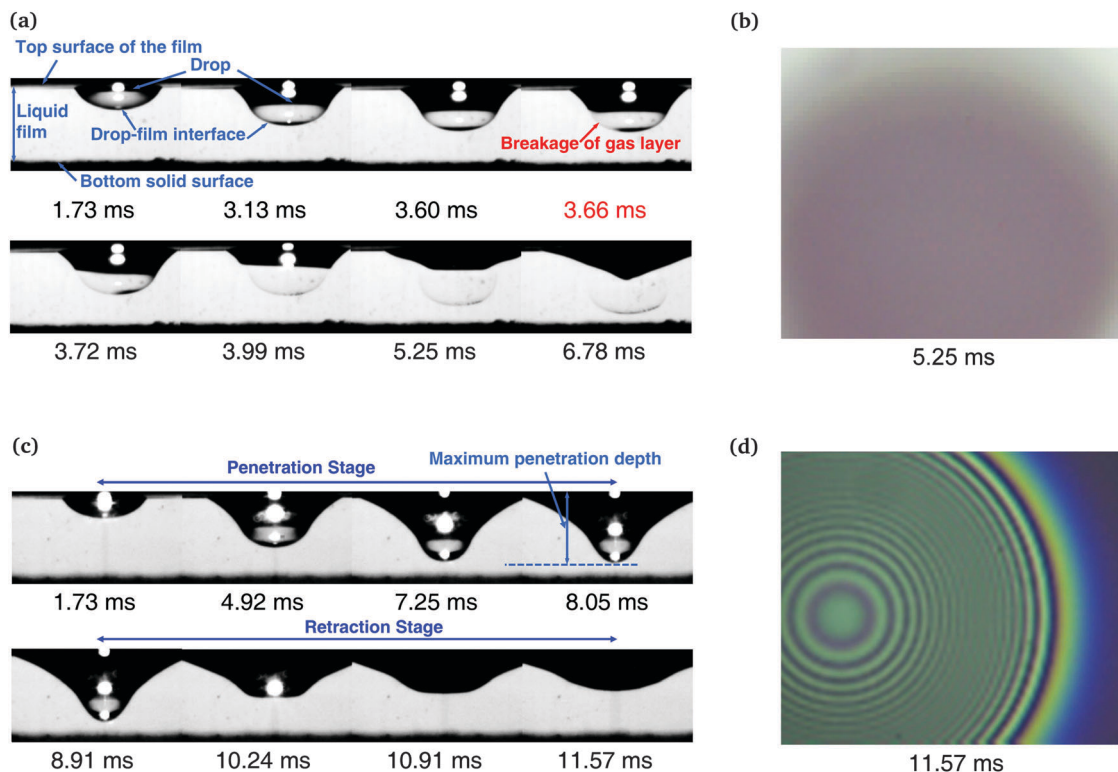 (a)
Top surface of the film
Drop
Liquid
film
Drop-film interface
Breakage of gas layer
Bottom solid surface
1.73 ms
3.13 ms
3.60 ms
3.66 ms
3.72 ms
3.99 ms
5.25 ms
6.78 ms
(b)
5.25 ms
(c)
Penetration Stage
Maximum penetration depth
1.73 ms
4.92 ms
7.25 ms
8.05 ms
Retraction Stage
8.91 ms
10.24 ms
10.91 ms
11.57 ms
(d)
11.57 ms